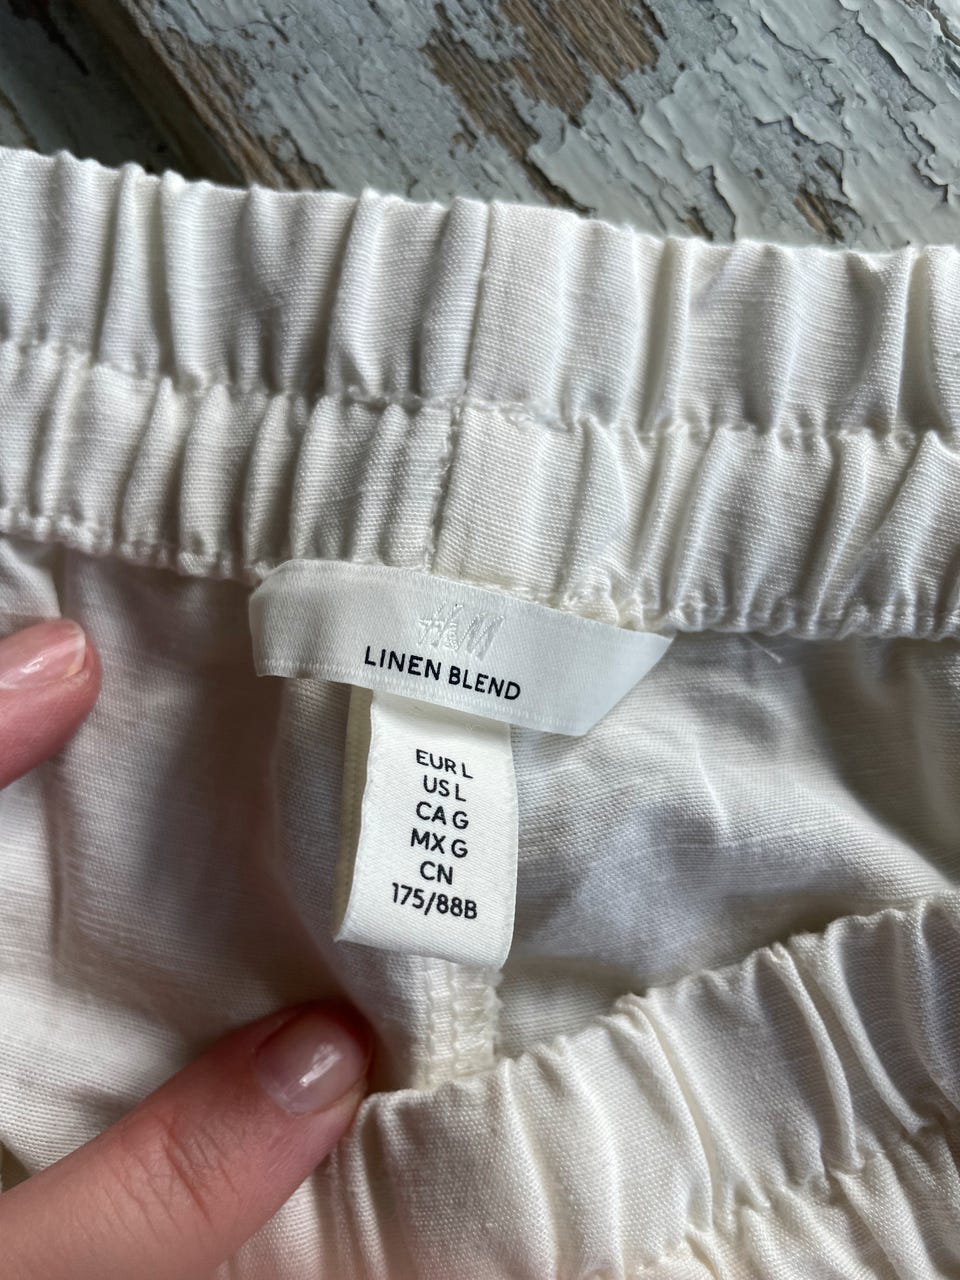 H&M
LINEN BLEND
EUR L
US L
CA G
MX G
CN
175/88B